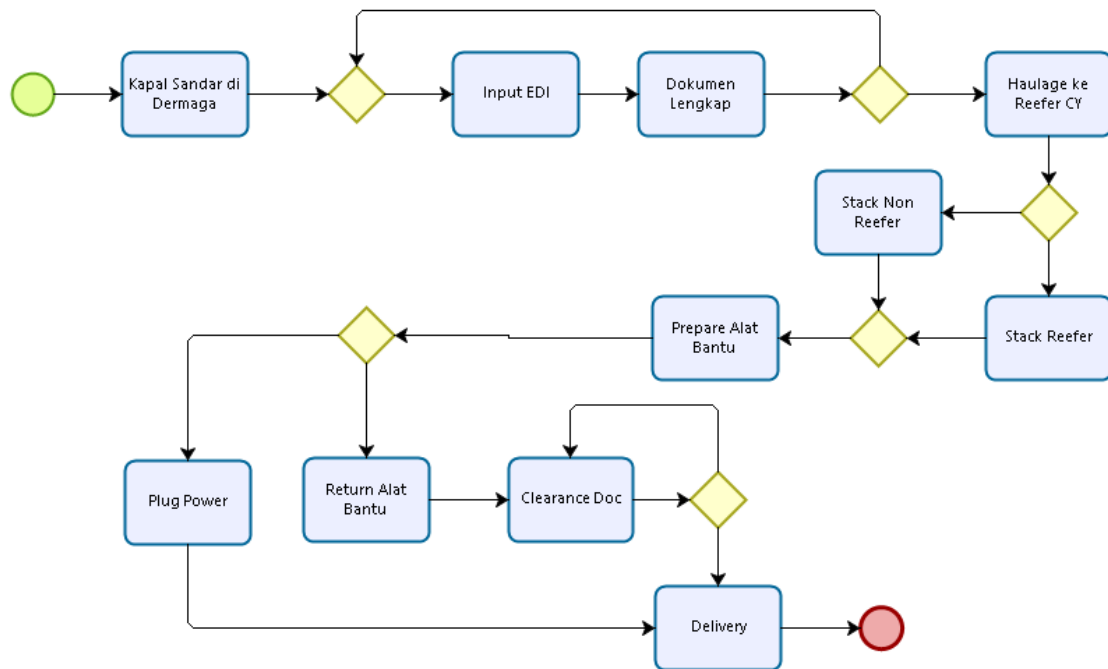 Kapal Sandar di
Dermaga
Input EDI
Dokumen
Lengkap
Haulage ke
Reefer CY
Stack Non
Reefer
Prepare Alat
Bantu
Stack Reefer
Plug Power
Return Alat
Bantu
Clearance Doc
Delivery